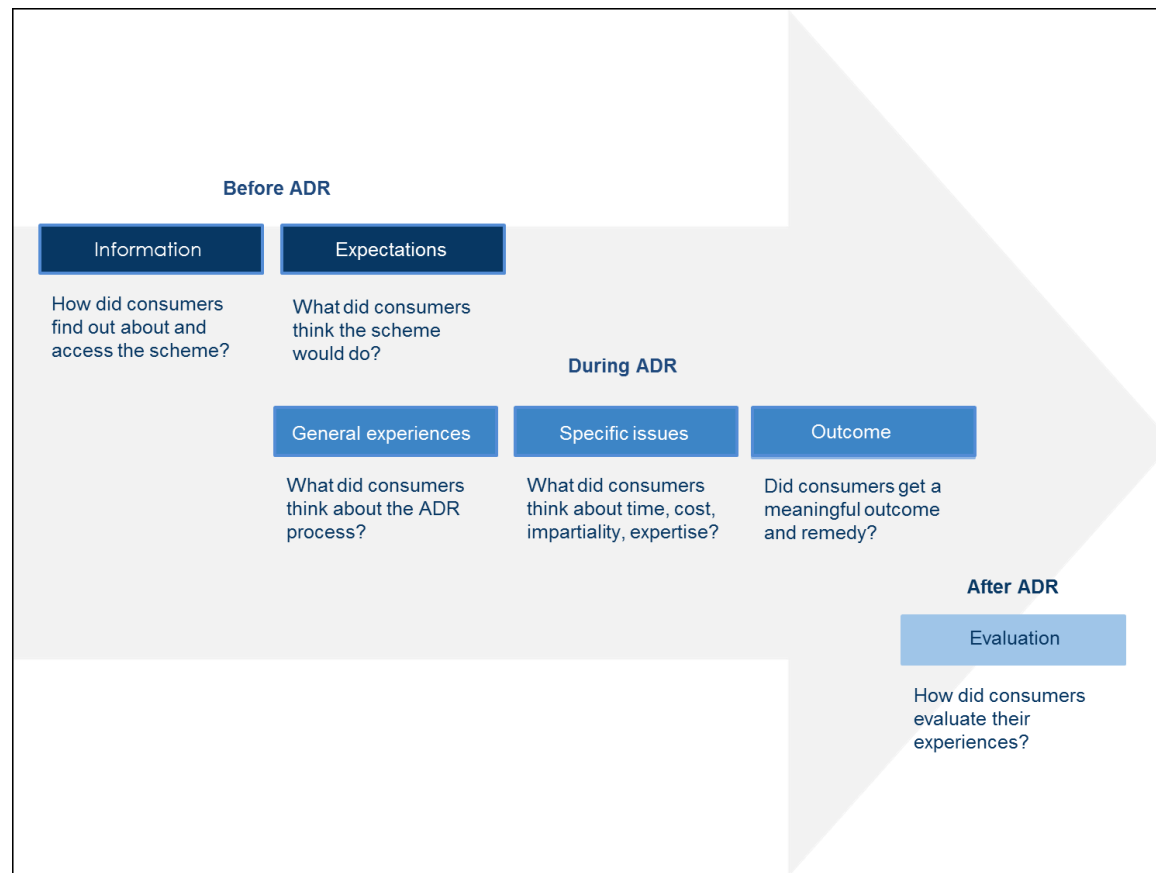 Before ADR
Information
Expectations
How did consumers
find out about and
access the scheme?
What did consumers
think the scheme
would do?
During ADR
General experiences
Specific issues
Outcome
What did consumers
think about the ADR
process?
What did consumers
think about time, cost,
impartiality, expertise?
Did consumers get a
meaningful outcome
and remedy?
After ADR
Evaluation
How did consumers
evaluate their
experiences?